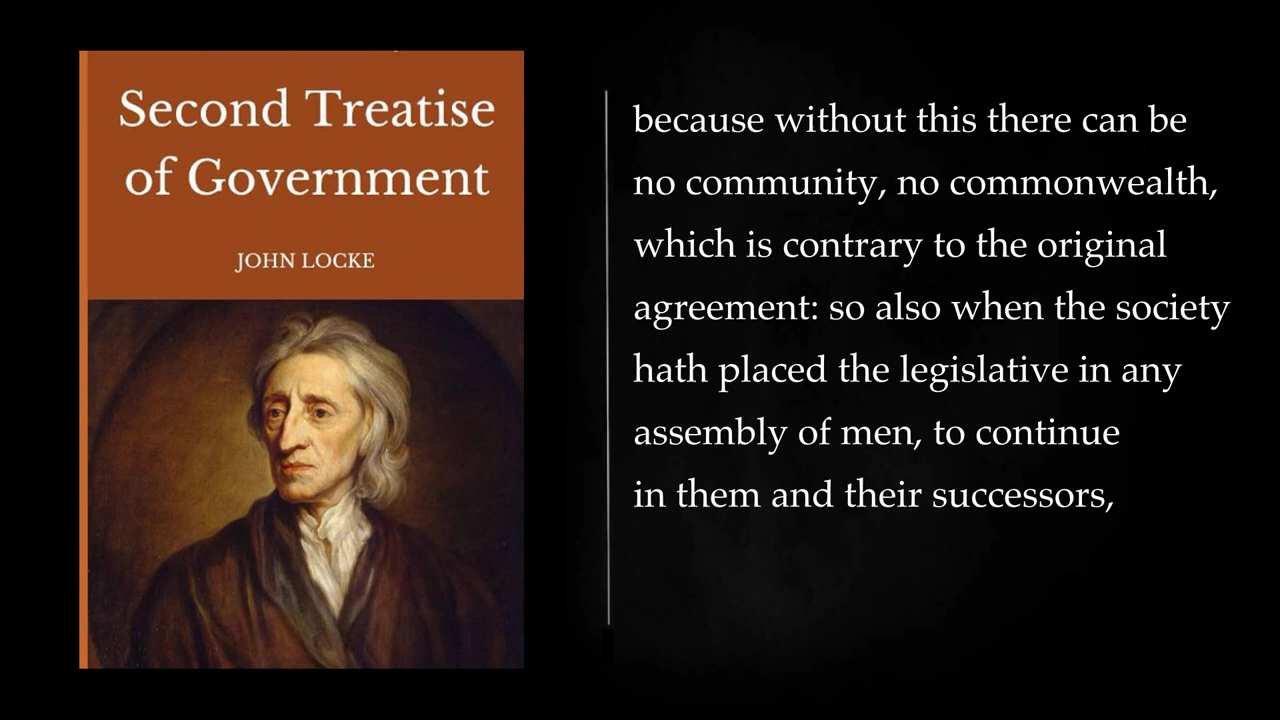 Second Treatise
of Government
JOHN LOCKE
because without this there can be
no community, no commonwealth,
which is contrary to the original
agreement: so also when the society
hath placed the legislative in any
assembly of men, to continue
in them and their successors,